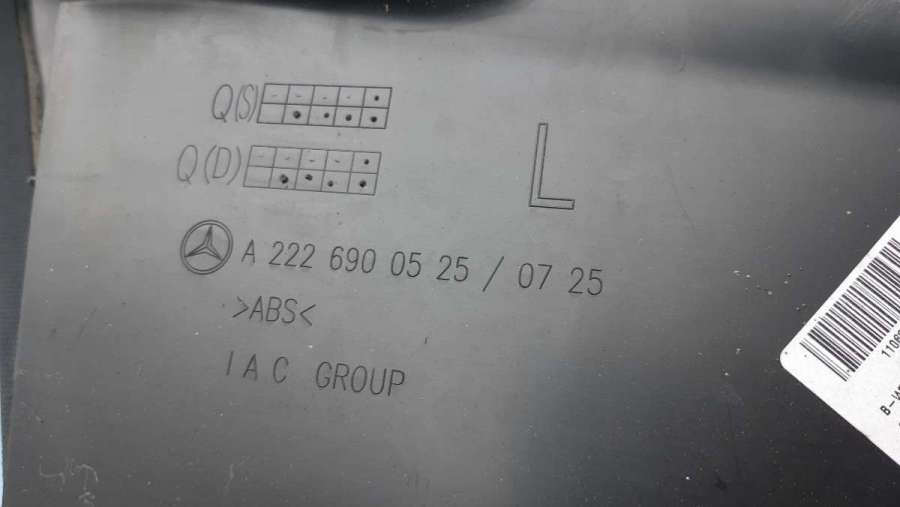 Q(S)
L
Q(D)
A 222 690 05 25 / 07 25
>ABS<
IAC GROUP